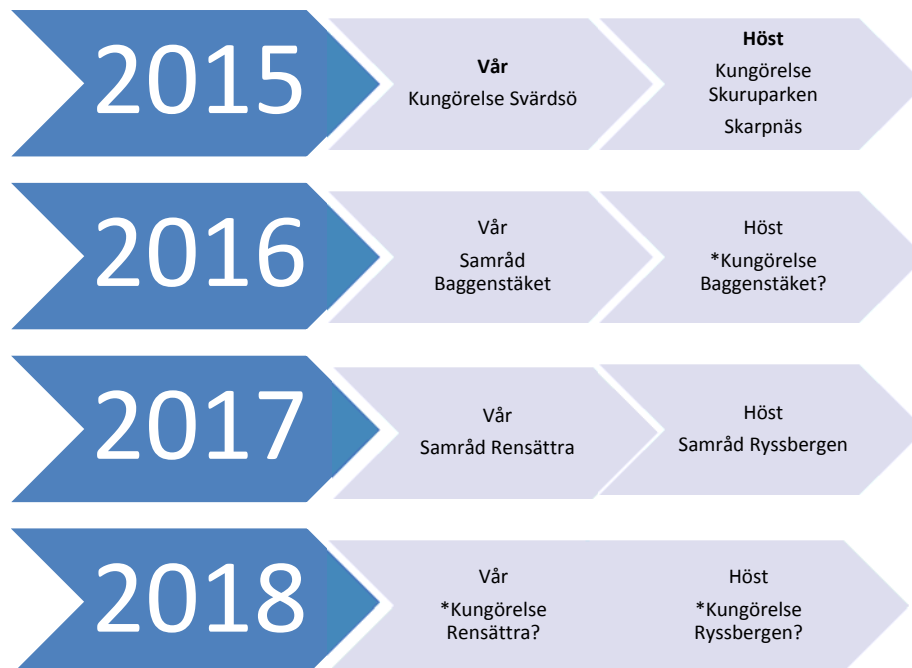 2015
Vår
Kungörelse Svärdsö
Höst
Kungörelse
Skuruparken
Skarpnäs
2016
Vår
Samråd
Baggenstäket
Höst
*Kungörelse
Baggenstäket?
2017
Vår
Samråd Rensättra
Höst
Samråd Ryssbergen
2018
Vår
*Kungörelse
Rensättra?
Höst
*Kungörelse
Ryssbergen?